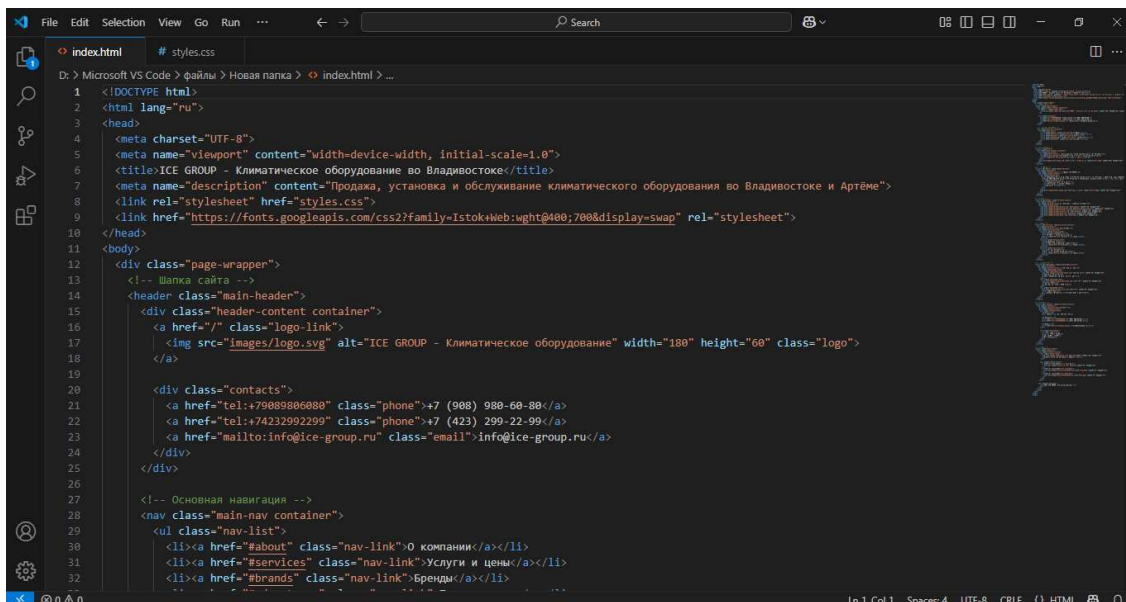 File Edit Selection View Go Run ··· Search
index.html # styles.css
D: > Microsoft VS Code > файлы > Новая папка > index.html > ...
1 <!DOCTYPE html>
2 <html lang="ru">
3 <head>
4 <meta charset="UTF-8">
5 <meta name="viewport" content="width=device-width, initial-scale=1.0">
6 <title>ICE GROUP - Климатическое оборудование во Владивостоке</title>
7 <meta name="description" content="Продажа, установка и обслуживание климатического оборудования во Владивостоке и Артёме">
8 <link rel="stylesheet" href="styles.css">
9 <link href="https://fonts.googleapis.com/css2?family=Istok+Web:wght@400;700&display=swap" rel="stylesheet">
10 </head>
11 <body>
12 <div class="page-wrapper">
13 <!-- Шапка сайта -->
14 <header class="main-header">
15 <div class="header-content container">
16 <a href="/" class="logo-link">
17 <img src="images/logo.svg" alt="ICE GROUP - Климатическое оборудование" width="180" height="60" class="logo">
18 </a>
19
20 <div class="contacts">
21 <a href="tel:+79089806080" class="phone">+7 (908) 980-60-80</a>
22 <a href="tel:+74232992299" class="phone">+7 (423) 299-22-99</a>
23 <a href="mailto:info@ice-group.ru" class="email">info@ice-group.ru</a>
24 </div>
25 </div>
26
27 <!-- Основная навигация -->
28 <nav class="main-nav container">
29 <ul class="nav-list">
30 <li><a href="#about" class="nav-link">О компании</a></li>
31 <li><a href="#services" class="nav-link">Услуги и цены</a></li>
32 <li><a href="#brands" class="nav-link">Бренды</a></li>
0 0 Ln 1, Col 1 Spaces: 4 UTF-8 CRLF {} HTML